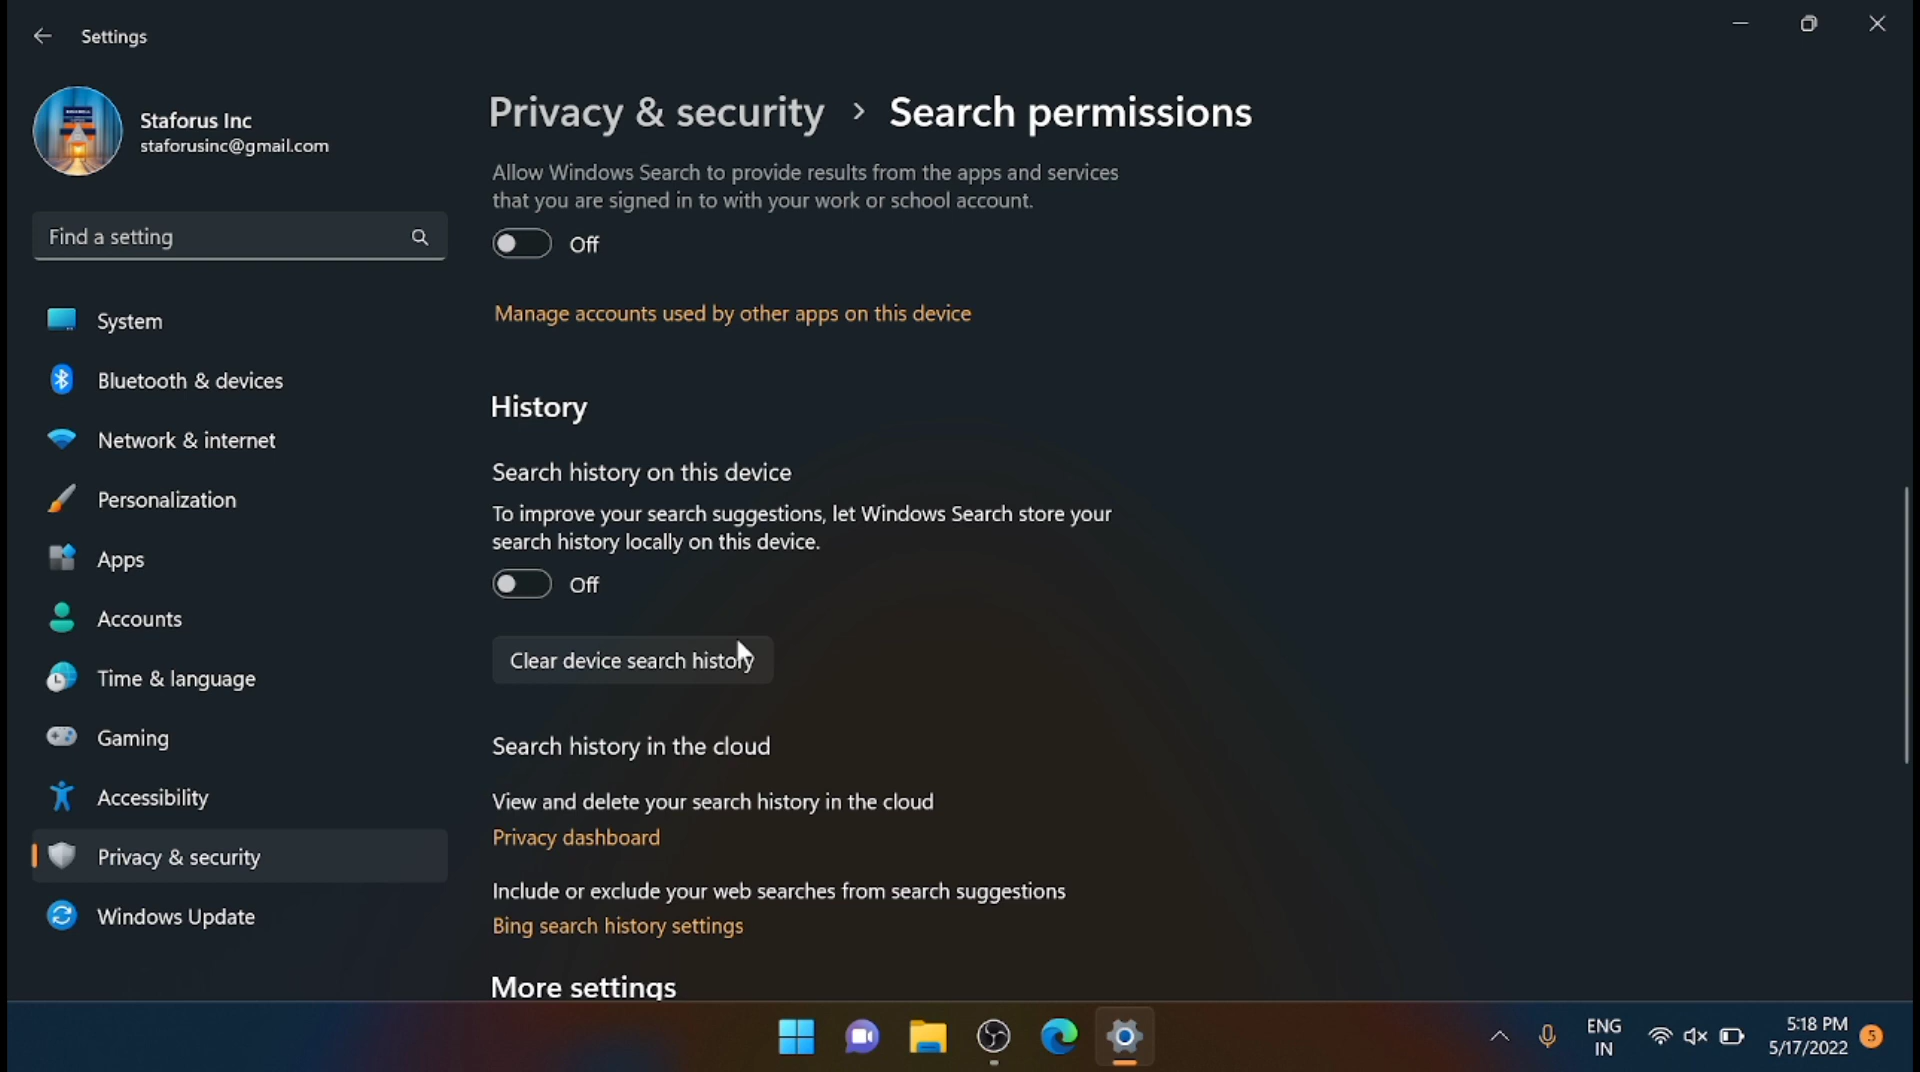 Settings
Staforus Inc
staforusinc@gmail.com
Find a setting
System
Bluetooth & devices
Network & internet
Personalization
Apps
Accounts
Time & language
Gaming
Accessibility
Privacy & security
Windows Update
Privacy & security > Search permissions
Allow Windows Search to provide results from the apps and services
that you are signed in to with your work or school account.
Off
Manage accounts used by other apps on this device
History
Search history on this device
To improve your search suggestions, let Windows Search store your
search history locally on this device.
Off
Clear device search history
Search history in the cloud
View and delete your search history in the cloud
Privacy dashboard
Include or exclude your web searches from search suggestions
Bing search history settings
More settings
ENG
IN
5:18 PM
5/17/2022
5